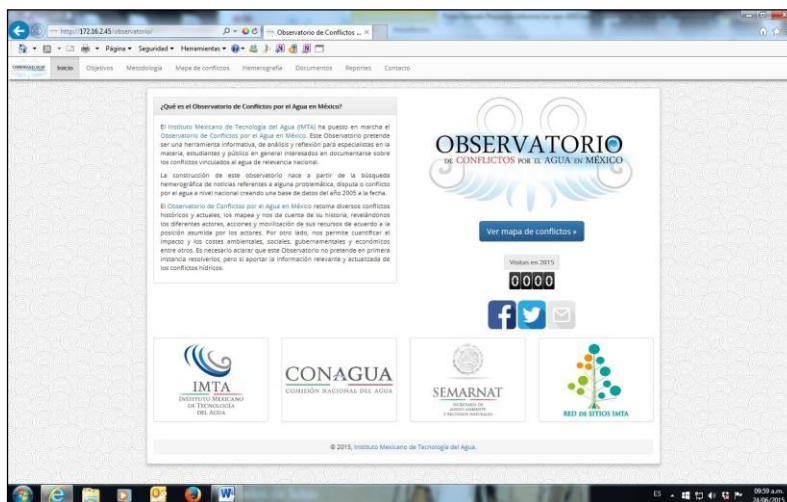 http://172.16.2.45/observatorio/
Observatorio de Conflictos ... ×
Página Seguridad Herramientas
Inicio Objetivos Metodología Mapa de conflictos Hemerografía Documentos Reportes Contacto
¿Qué es el Observatorio de Conflictos por el Agua en México?
El Instituto Mexicano de Tecnología del Agua (IMTA) ha puesto en marcha el
Observatorio de Conflictos por el Agua en México. Este Observatorio pretende
ser una herramienta informativa, de análisis y reflexión para especialistas en la
materia, estudiantes y público en general interesados en documentarse sobre
los conflictos vinculados al agua de relevancia nacional.
La construcción de este observatorio nace a partir de la búsqueda
hemerográfica de noticias referentes a alguna problemática, disputa o conflicto
por el agua a nivel nacional creando una base de datos del año 2005 a la fecha.
El Observatorio de Conflictos por el Agua en México retoma diversos conflictos
históricos y actuales, los mapea y nos da cuenta de su historia, revelándonos
los diferentes actores, acciones y movilización de sus recursos de acuerdo a la
posición asumida por los actores. Por otro lado, nos permite cuantificar el
impacto y los costes ambientales, sociales, gubernamentales y económicos
entre otros. Es necesario aclarar que este Observatorio no pretende en primera
instancia resolverlos, pero si aportar la información relevante y actualizada de
los conflictos hídricos.
OBSERVATORIO
DE CONFLICTOS POR EL AGUA EN MÉXICO
Ver mapa de conflictos »
Visitas en 2015
0000
IMTA
INSTITUTO MEXICANO
DE TECNOLOGÍA
DEL AGUA
CONAGUA
COMISIÓN NACIONAL DEL AGUA
SEMARNAT
SECRETARÍA DE
MEDIO AMBIENTE
Y RECURSOS NATURALES
RED DE SITIOS IMTA
© 2015, Instituto Mexicano de Tecnología del Agua.
ES
09:59 a.m.
24/06/2015